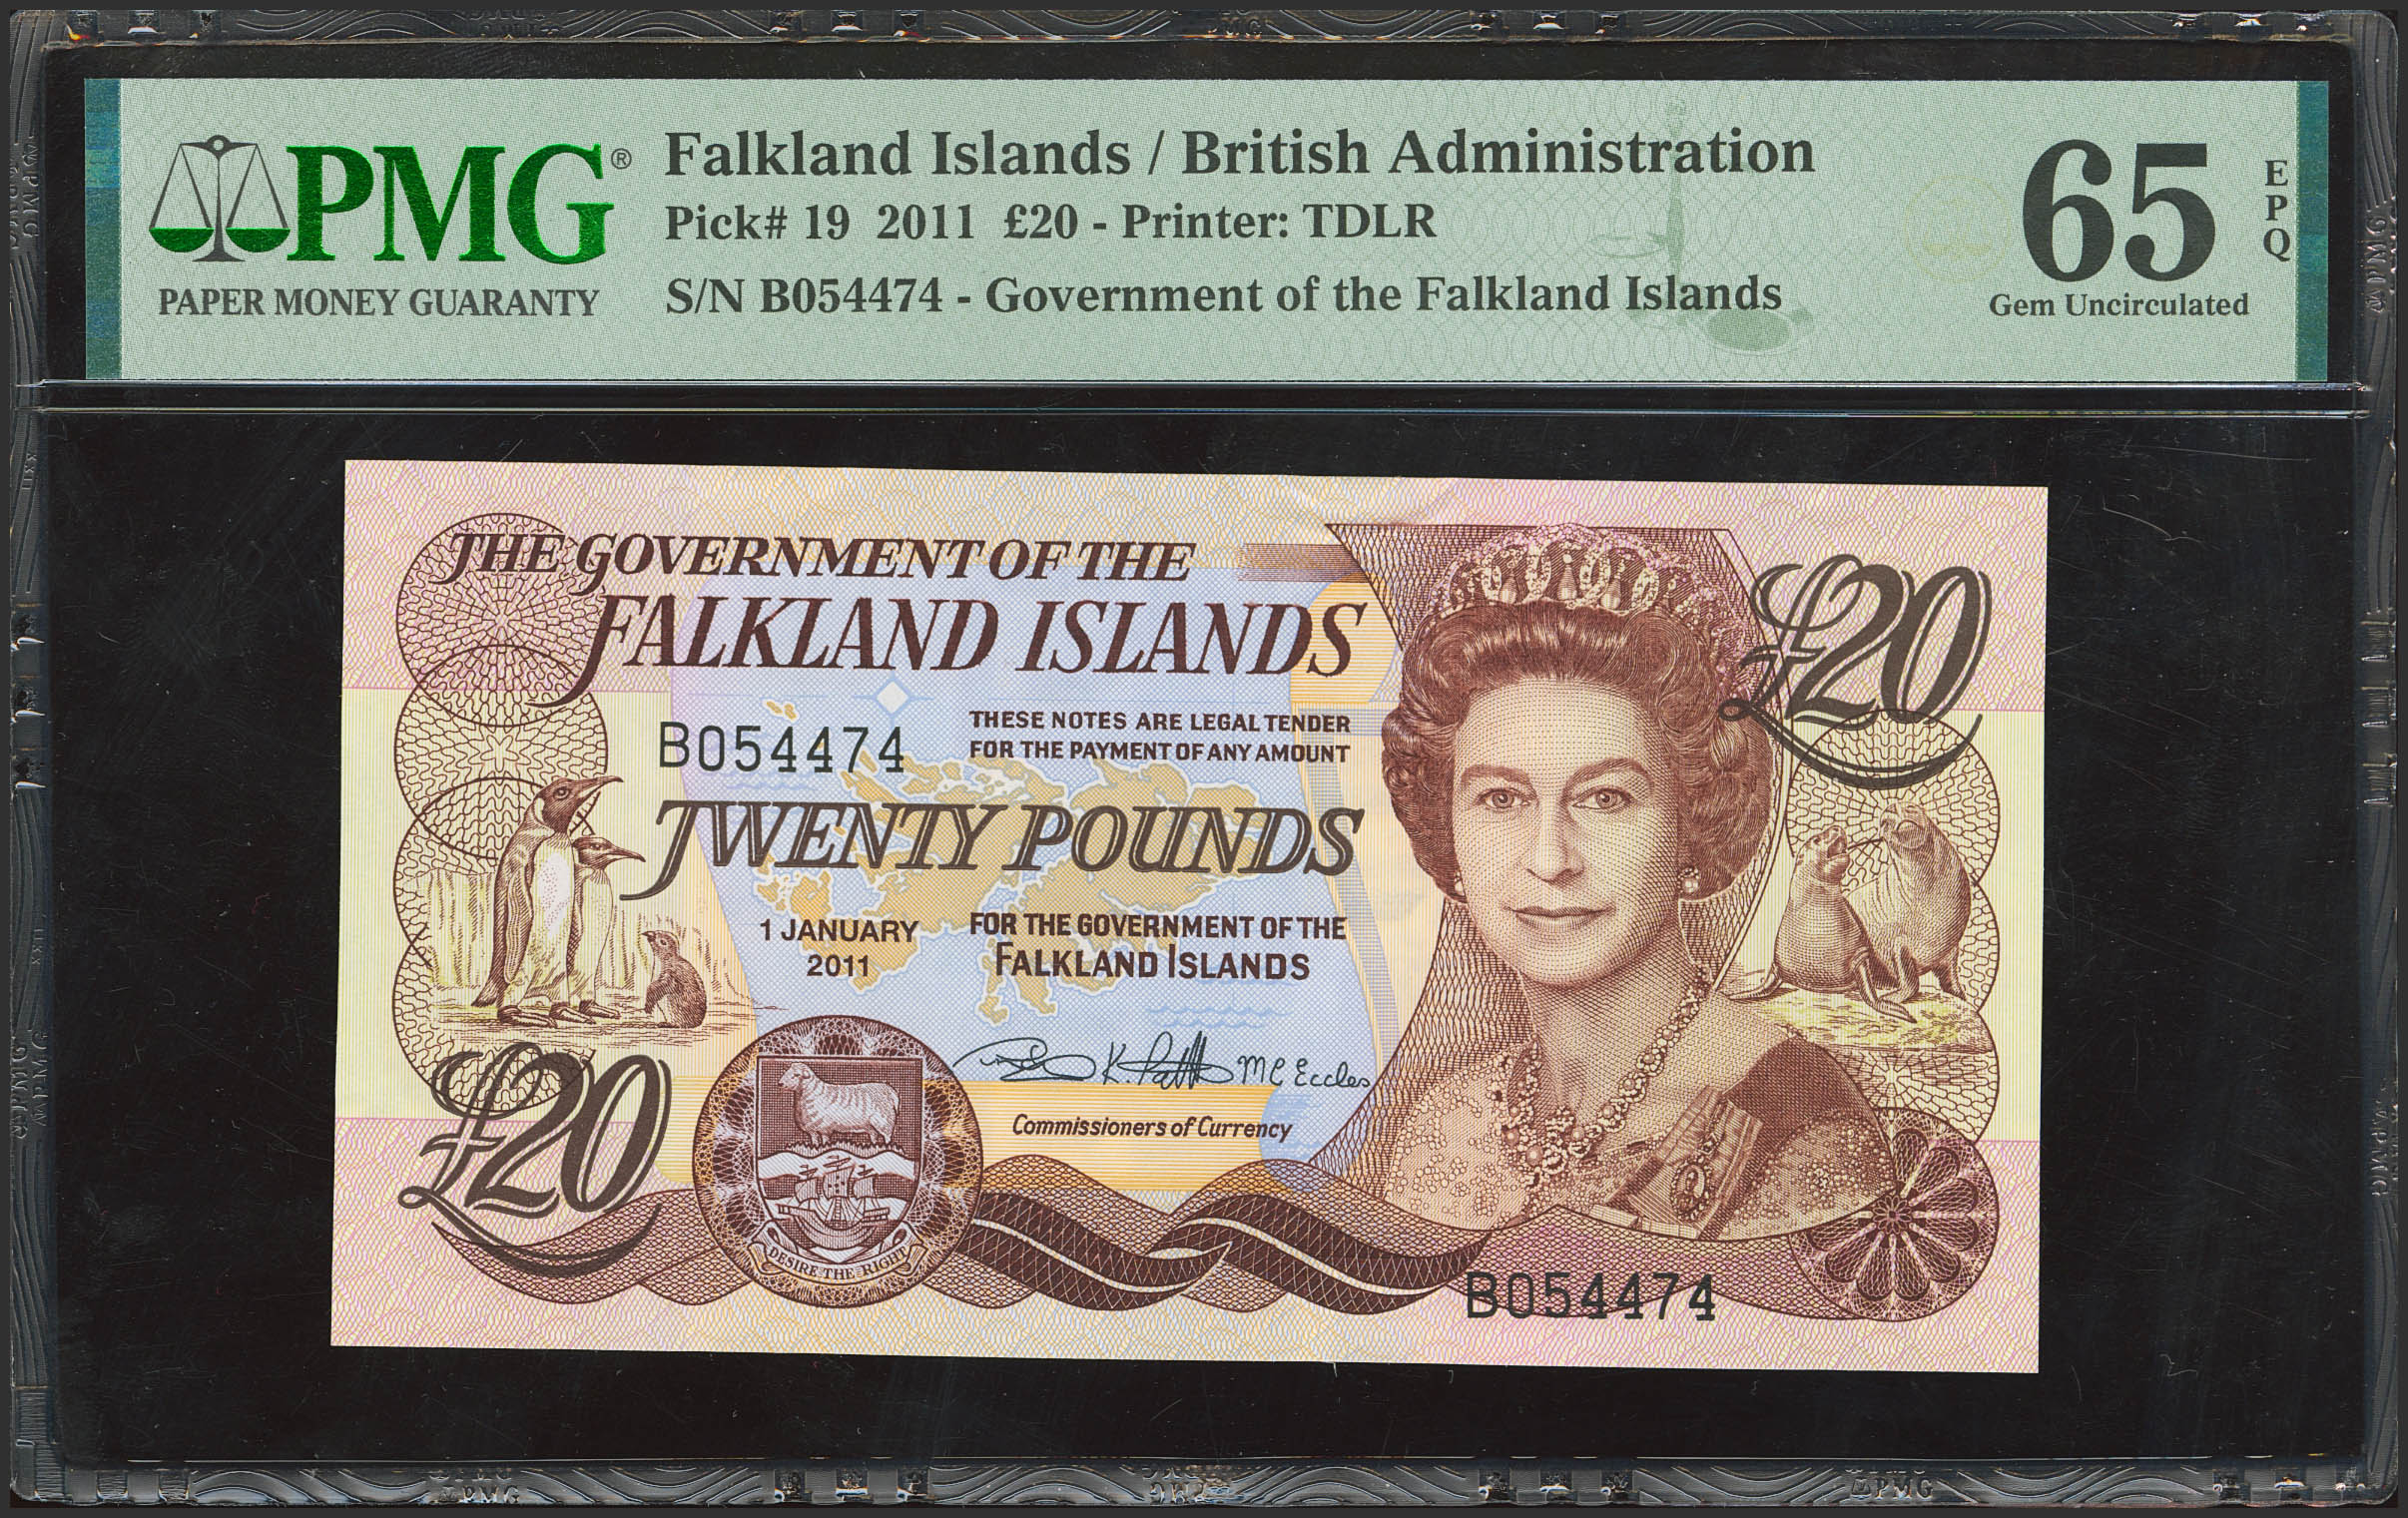 PMG®
PAPER MONEY GUARANTY
Falkland Islands / British Administration
Pick# 19 2011 £20 - Printer: TDLR
S/N B054474 - Government of the Falkland Islands
65
EPQ
Gem Uncirculated
THE GOVERNMENT OF THE
FALKLAND ISLANDS
£20
B054474
THESE NOTES ARE LEGAL TENDER
FOR THE PAYMENT OF ANY AMOUNT
TWENTY POUNDS
1 JANUARY
2011
FOR THE GOVERNMENT OF THE
FALKLAND ISLANDS
MC Eccles
Commissioners of Currency
£20
DESIRE THE RIGHT
B054474